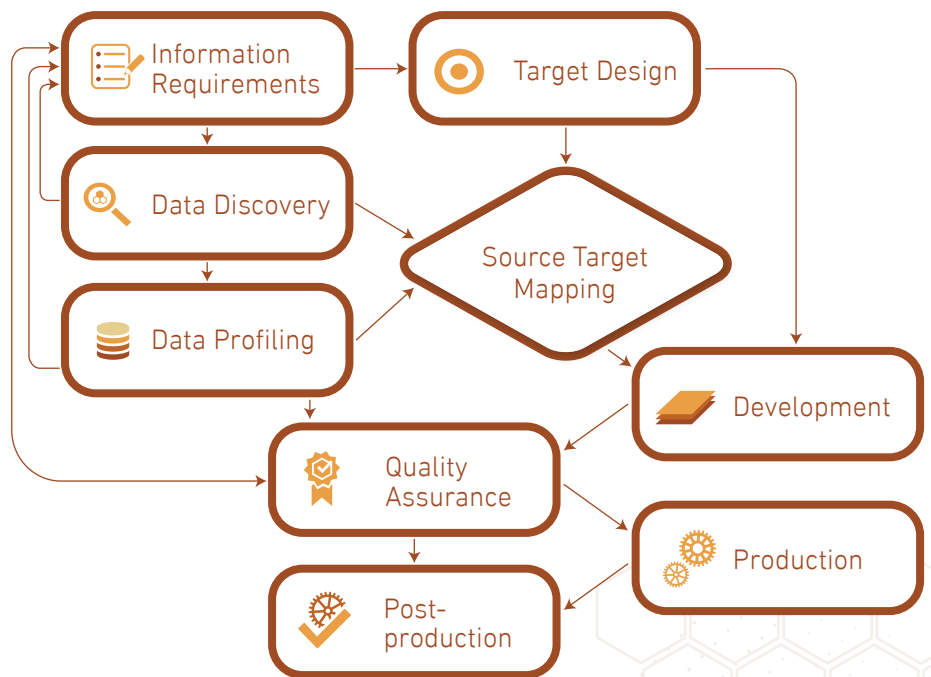 Information
Requirements
Target Design
Data Discovery
Source Target
Mapping
Data Profiling
Development
Quality
Assurance
Production
Post-
production